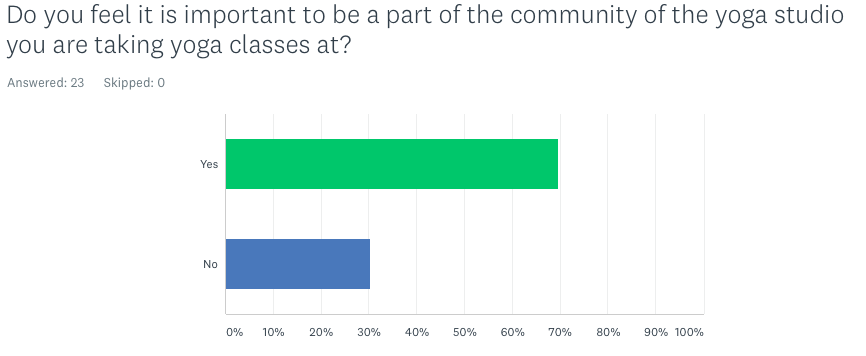 Do you feel it is important to be a part of the community of the yoga studio
you are taking yoga classes at?
Answered: 23 Skipped: 0
Yes
No
0% 10% 20% 30% 40% 50% 60% 70% 80% 90% 100%